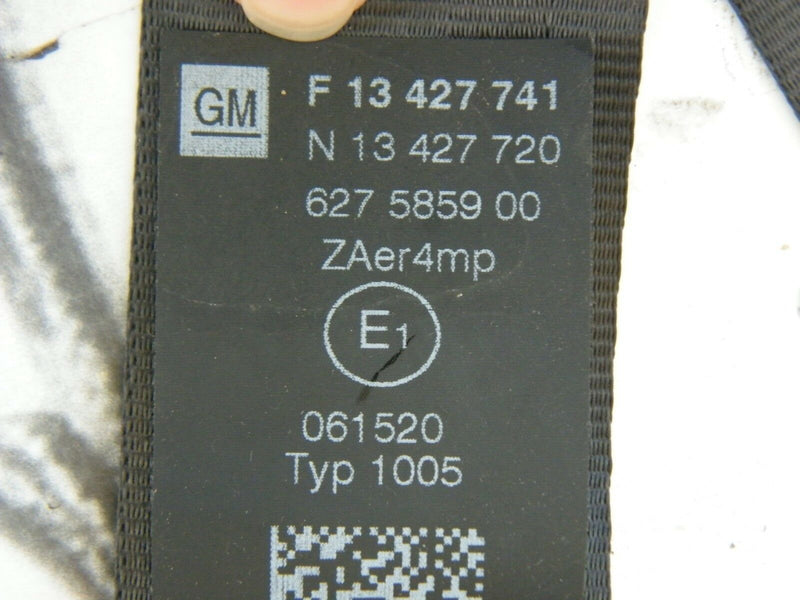 GM
F 13 427 741
N 13 427 720
627 5859 00
ZAer4mp
E1
061520
Typ 1005